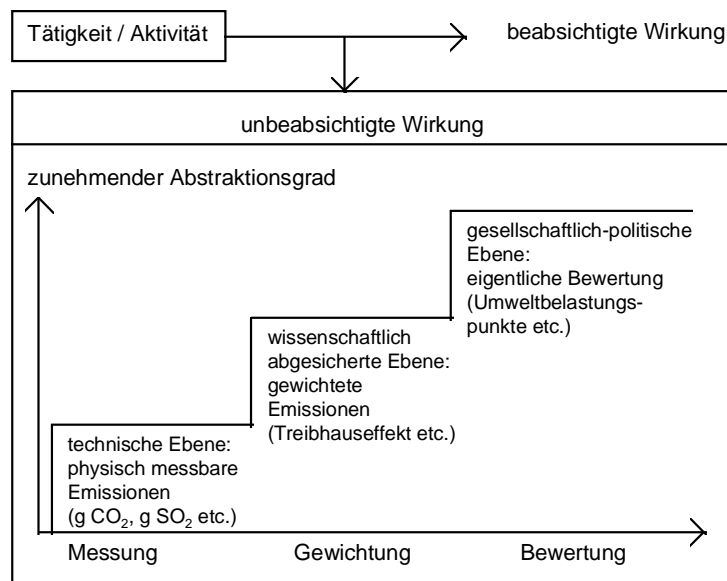 Tätigkeit / Aktivität
beabsichtigte Wirkung
unbeabsichtigte Wirkung
zunehmender Abstraktionsgrad
gesellschaftlich-politische
Ebene:
eigentliche Bewertung
(Umweltbelastungs-
punkte etc.)
wissenschaftlich
abgesicherte Ebene:
gewichtete
Emissionen
(Treibhauseffekt etc.)
technische Ebene:
physisch messbare
Emissionen
(g CO₂, g SO₂ etc.)
Messung
Gewichtung
Bewertung